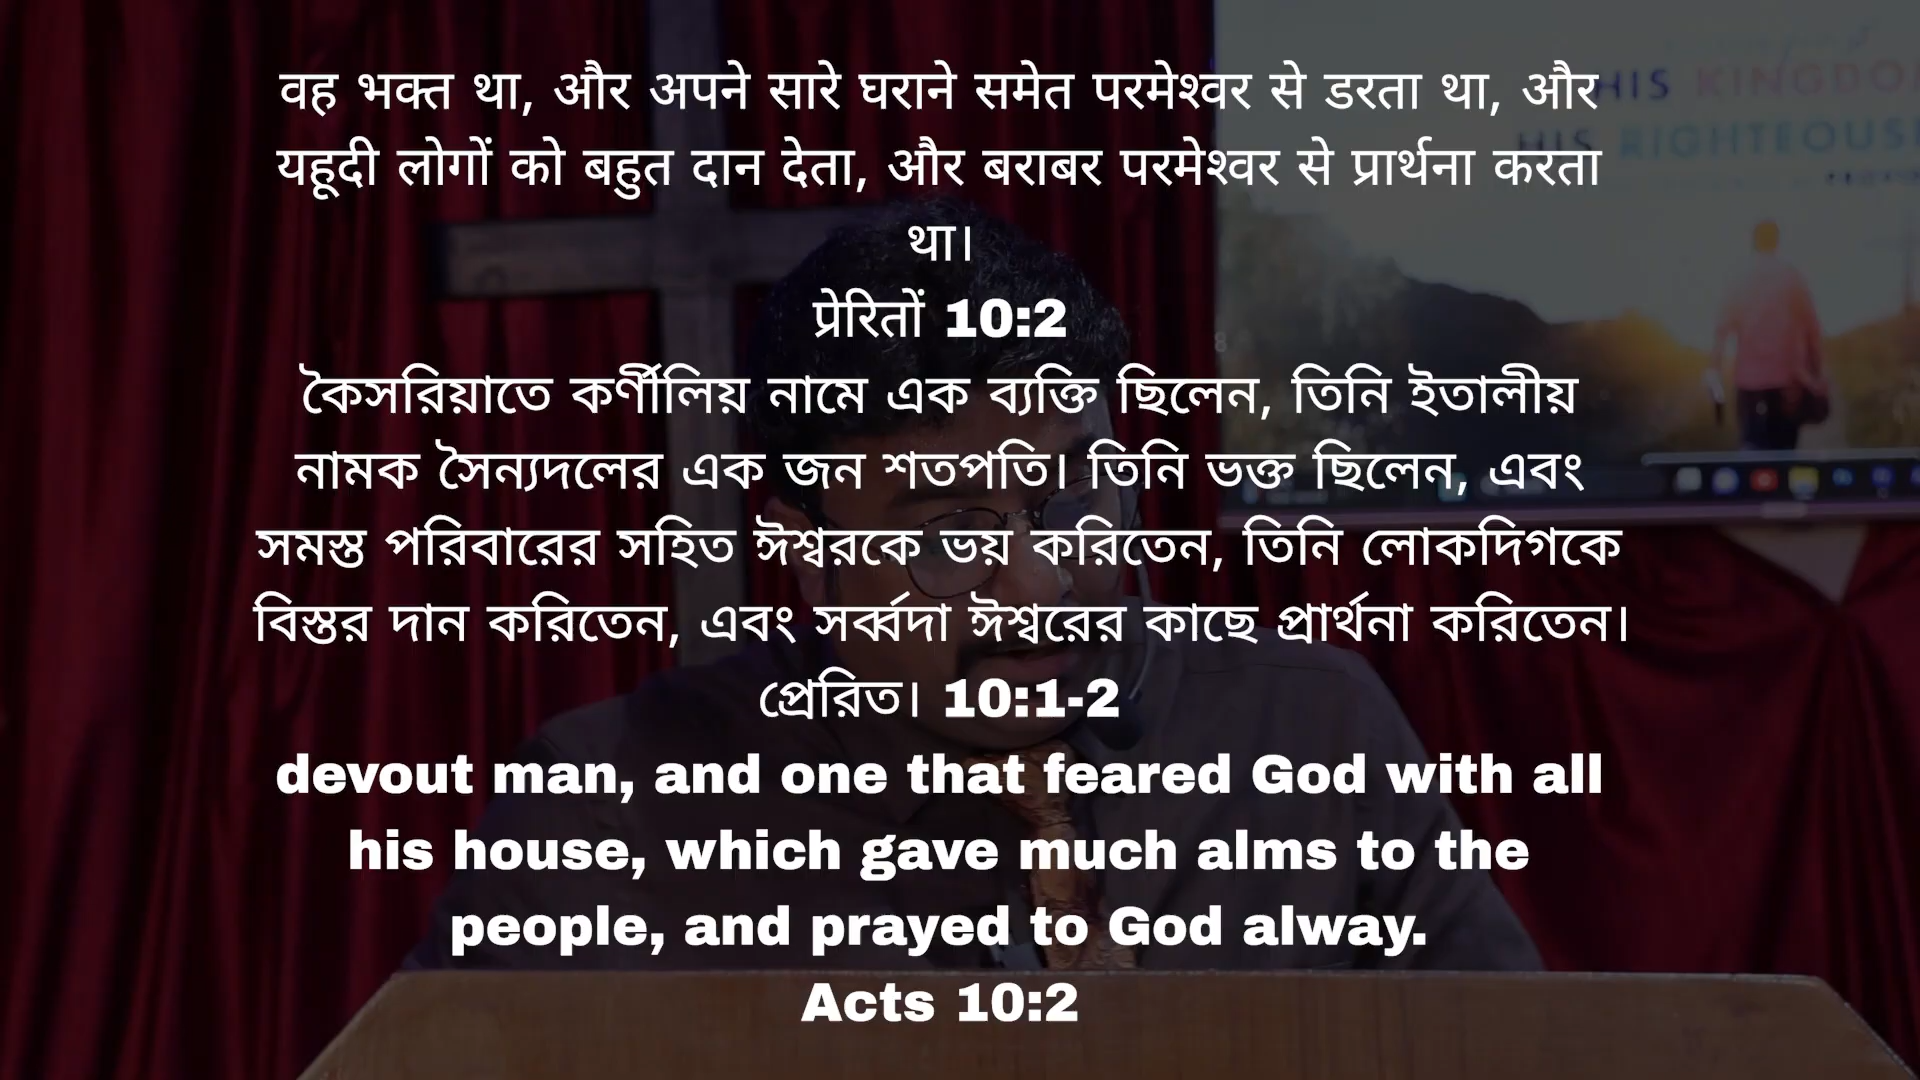 वह भक्त था, और अपने सारे घराने समेत परमेश्वर से डरता था, और
यहूदी लोगों को बहुत दान देता, और बराबर परमेश्वर से प्रार्थना करता
था।
प्रेरितों 10:2
কৈসরিয়াতে কর্ণীলিয় নামে এক ব্যক্তি ছিলেন, তিনি ইতালীয়
নামক সৈন্যদলের এক জন শতপতি। তিনি ভক্ত ছিলেন, এবং
সমস্ত পরিবারের সহিত ঈশ্বরকে ভয় করিতেন, তিনি লোকদিগকে
বিস্তর দান করিতেন, এবং সর্ব্বদা ঈশ্বরের কাছে প্রার্থনা করিতেন।
প্রেরিত। 10:1-2
devout man, and one that feared God with all
his house, which gave much alms to the
people, and prayed to God alway.
Acts 10:2
HIS
HIS